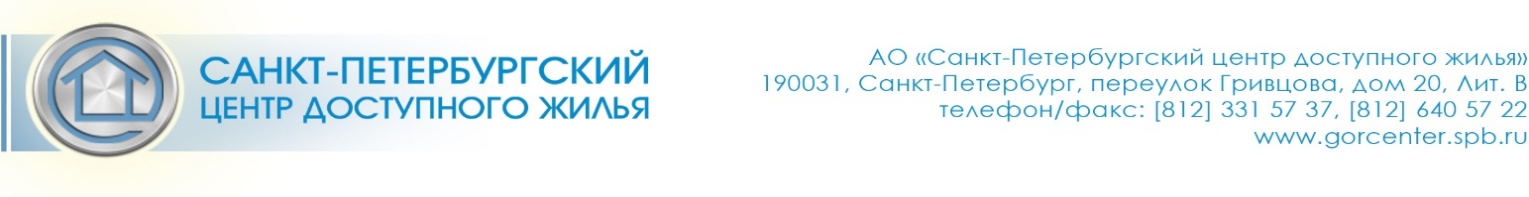 САНКТ-ПЕТЕРБУРГСКИЙ
ЦЕНТР ДОСТУПНОГО ЖИЛЬЯ
АО «Санкт-Петербургский центр доступного жилья»
190031, Санкт-Петербург, переулок Гривцова, дом 20, Лит. В
телефон/факс: [812] 331 57 37, [812] 640 57 22
www.gorcenter.spb.ru